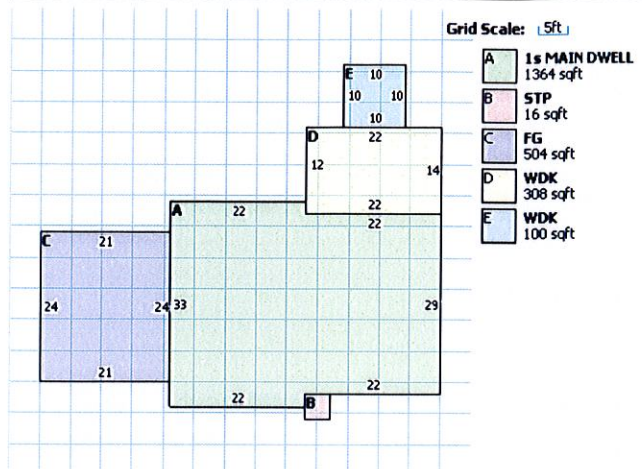 Grid Scale: 5ft
A 1s MAIN DWELL
1364 sqft
B STP
16 sqft
C FG
504 sqft
D WDK
308 sqft
E WDK
100 sqft
E 10
10 10
10
D 22
12 14
22
A 22 22
C 21
24 24 33 29
21
22 22
B